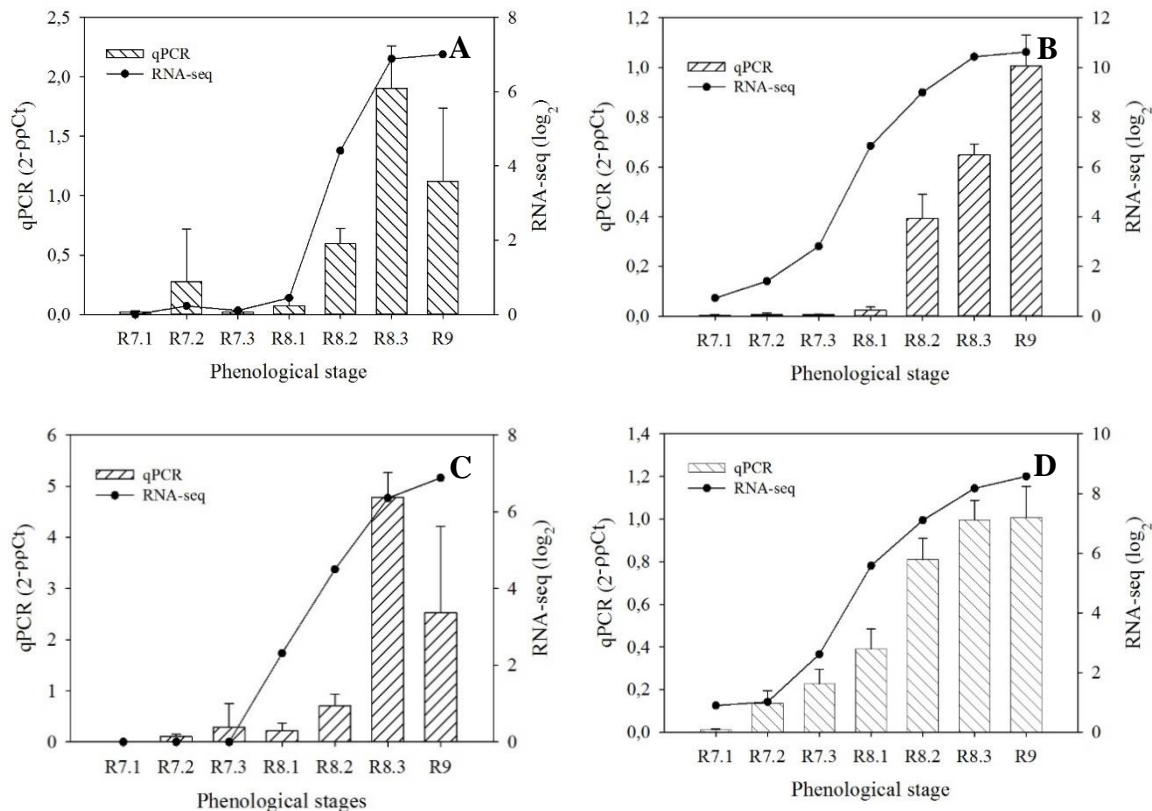 A
qPCR
RNA-seq
2,5
2,0
1,5
1,0
0,5
0,0
8
6
4
2
0
qPCR (2-ρρCt)
RNA-seq (log2)
R7.1 R7.2 R7.3 R8.1 R8.2 R8.3 R9
Phenological stage
B
qPCR
RNA-seq
1,2
1,0
0,8
0,6
0,4
0,2
0,0
12
10
8
6
4
2
0
qPCR (2-ρρCt)
RNA-seq (log2)
R7.1 R7.2 R7.3 R8.1 R8.2 R8.3 R9
Phenological stage
C
qPCR
RNA-seq
6
5
4
3
2
1
0
8
6
4
2
0
qPCR (2-ρρCt)
RNA-seq (log2)
R7.1 R7.2 R7.3 R8.1 R8.2 R8.3 R9
Phenological stages
D
qPCR
RNA-seq
1,4
1,2
1,0
0,8
0,6
0,4
0,2
0,0
10
8
6
4
2
0
qPCR (2-ρρCt)
RNA-seq (log2)
R7.1 R7.2 R7.3 R8.1 R8.2 R8.3 R9
Phenological stage